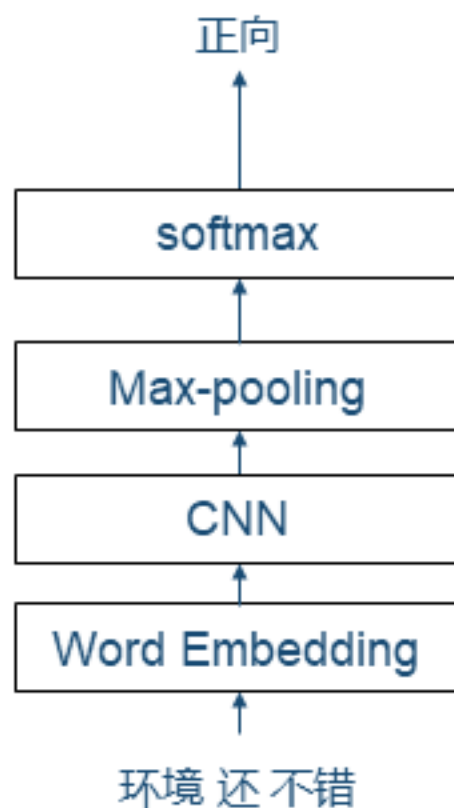 正向
softmax
Max-pooling
CNN
Word Embedding
环境 还 不错